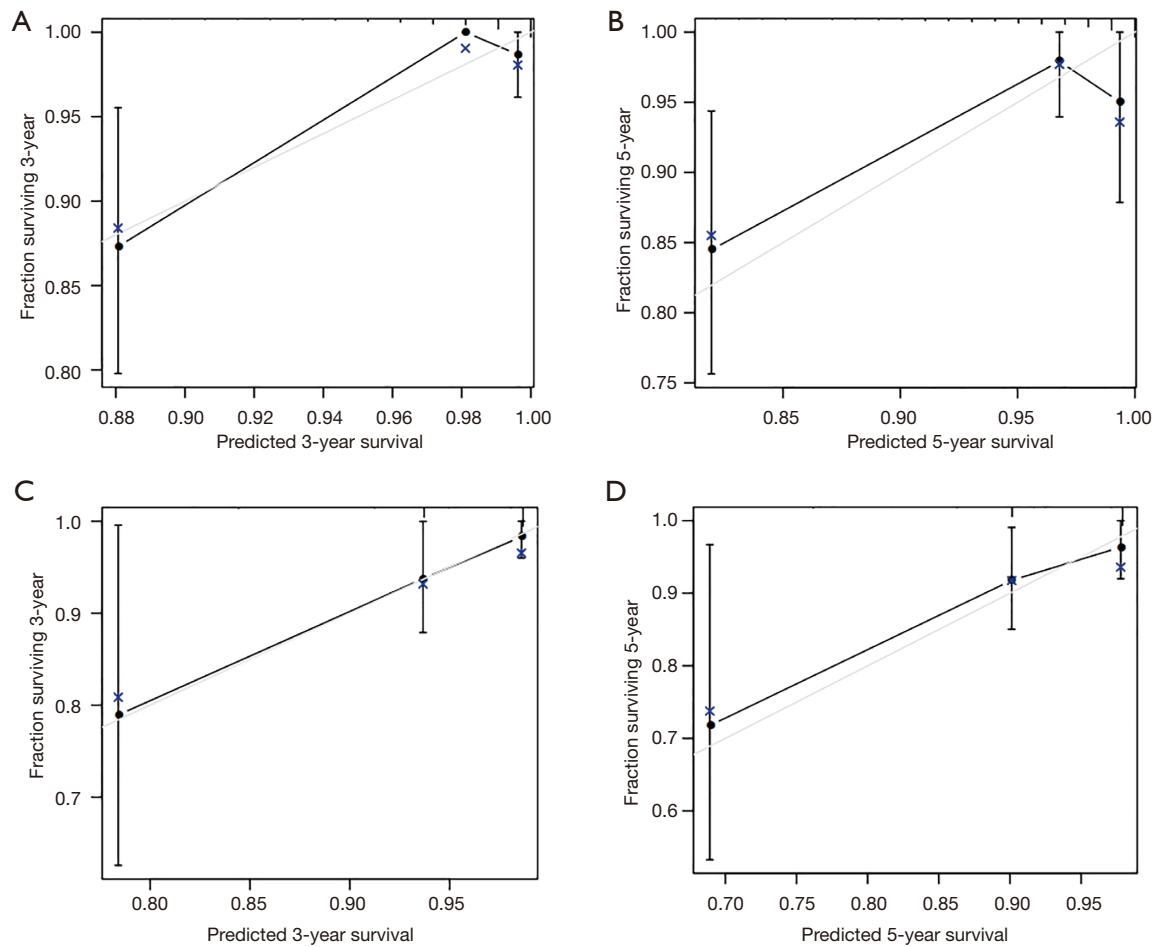 A
1.00
0.95
0.90
0.85
0.80
Fraction surviving 3-year
0.88 0.90 0.92 0.94 0.96 0.98 1.00
Predicted 3-year survival
B
1.00
0.95
0.90
0.85
0.80
0.75
Fraction surviving 5-year
0.85 0.90 0.95 1.00
Predicted 5-year survival
C
1.0
0.9
0.8
0.7
Fraction surviving 3-year
0.80 0.85 0.90 0.95
Predicted 3-year survival
D
1.0
0.9
0.8
0.7
0.6
Fraction surviving 5-year
0.70 0.75 0.80 0.85 0.90 0.95
Predicted 5-year survival